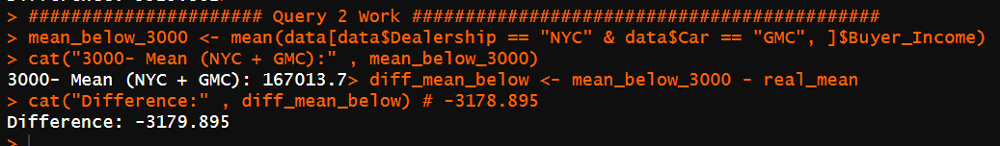 > ###################### Query 2 Work ############################################
> mean_below_3000 <- mean(data[data$Dealership == "NYC" & data$Car == "GMC", ]$Buyer_Income)
> cat("3000- Mean (NYC + GMC):" , mean_below_3000)
3000- Mean (NYC + GMC): 167013.7> diff_mean_below <- mean_below_3000 - real_mean
> cat("Difference:" , diff_mean_below) # -3178.895
Difference: -3179.895
>